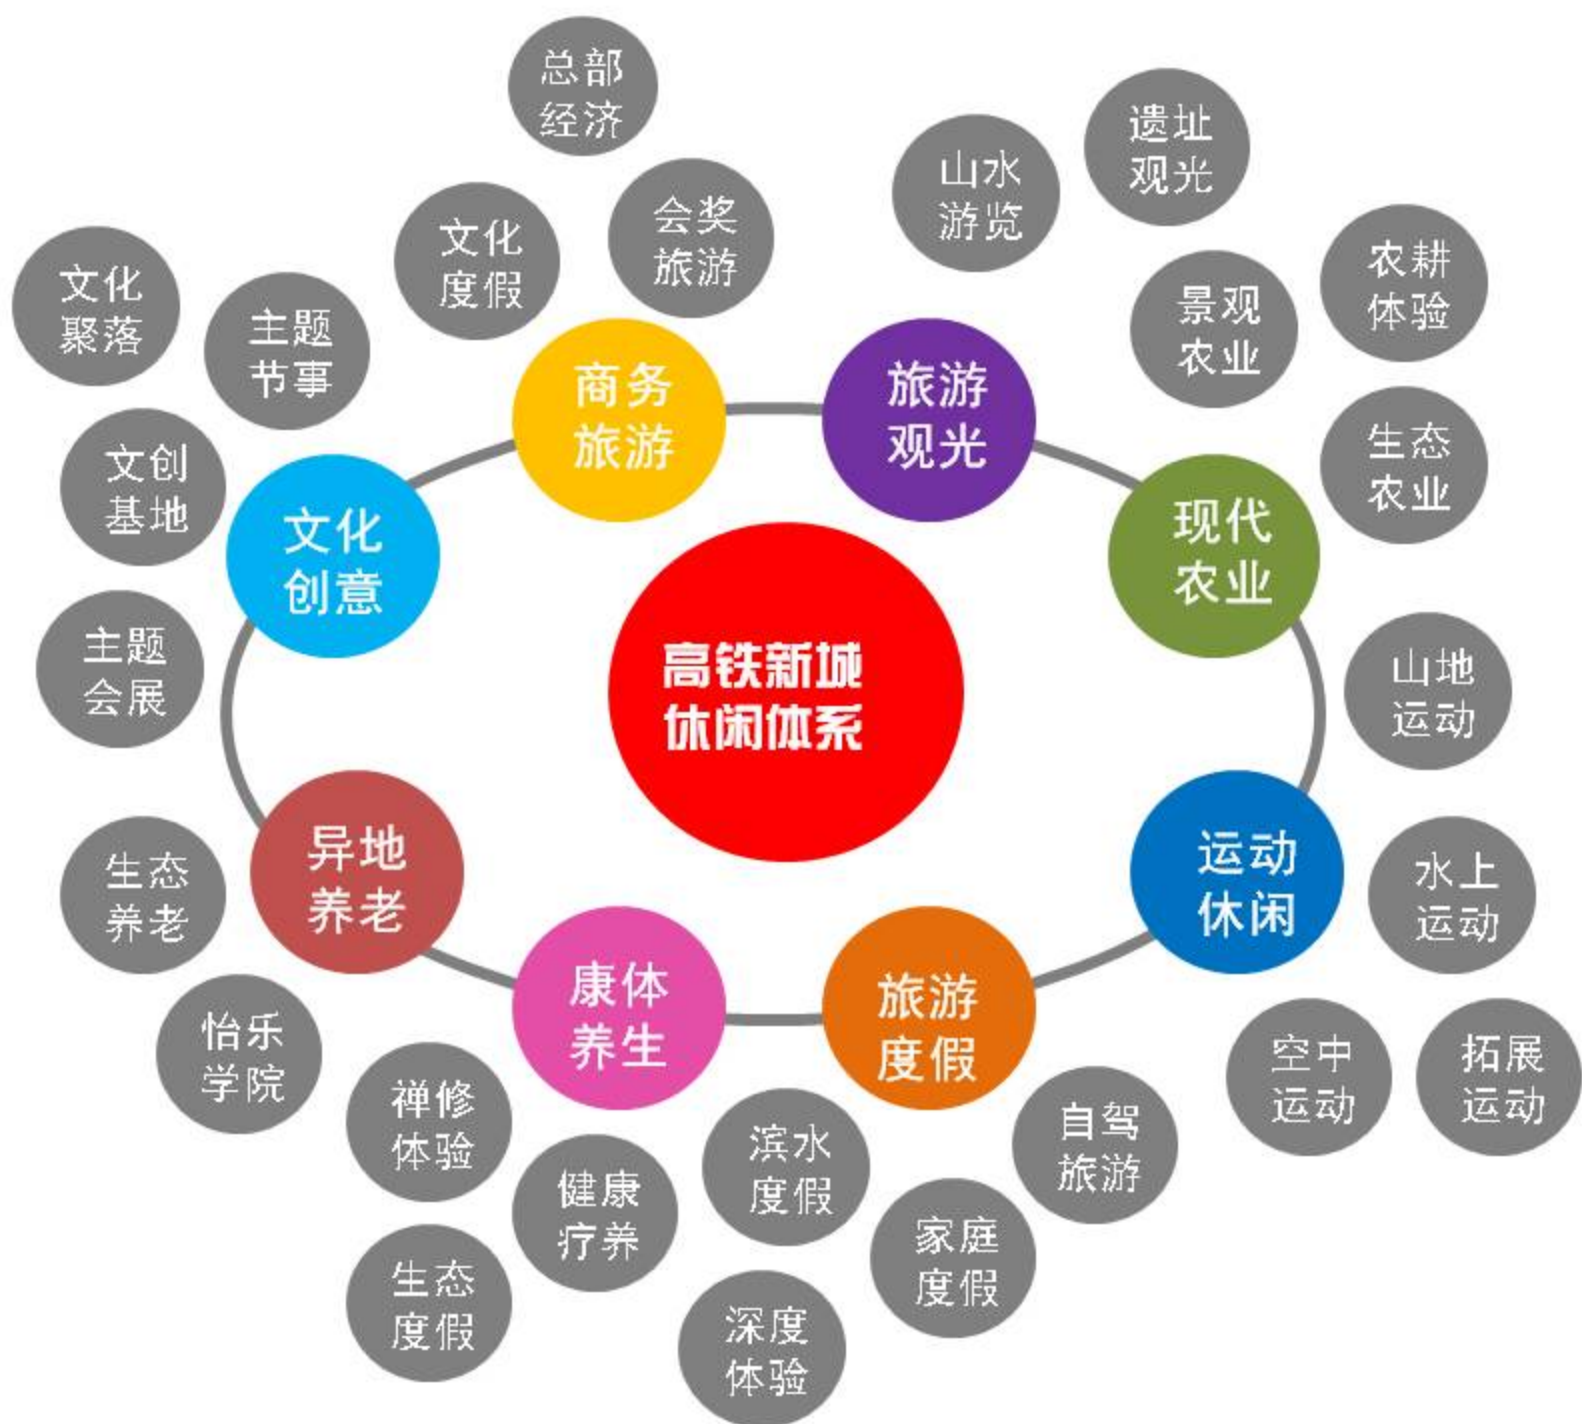 总部
经济
遗址
观光
山水
游览
会奖
旅游
文化
度假
农耕
体验
文化
聚落
主题
节事
景观
农业
商务
旅游
旅游
观光
生态
农业
文创
基地
文化
创意
现代
农业
主题
会展
高铁新城
休闲体系
山地
运动
异地
养老
运动
休闲
生态
养老
水上
运动
康体
养生
旅游
度假
怡乐
学院
空中
运动
拓展
运动
禅修
体验
自驾
旅游
滨水
度假
健康
疗养
家庭
度假
生态
度假
深度
体验